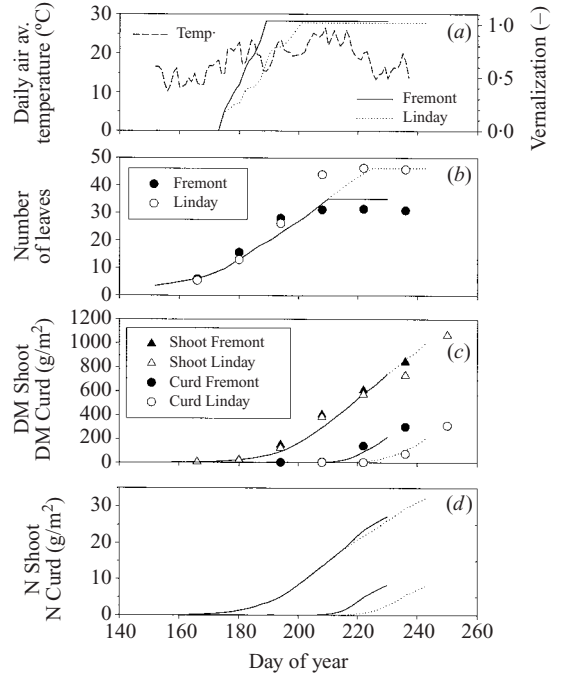 Daily air av.
temperature (°C)
30
20
10
0
Temp·
(a)
Fremont
Linday
1·0
0·5
0·0
Vernalization (–)
Number
of leaves
50
40
30
20
10
0
Fremont
Linday
(b)
DM Shoot
DM Curd (g/m²)
1200
1000
800
600
400
200
0
Shoot Fremont
Shoot Linday
Curd Fremont
Curd Linday
(c)
N Shoot
N Curd (g/m²)
30
20
10
0
(d)
140 160 180 200 220 240 260
Day of year